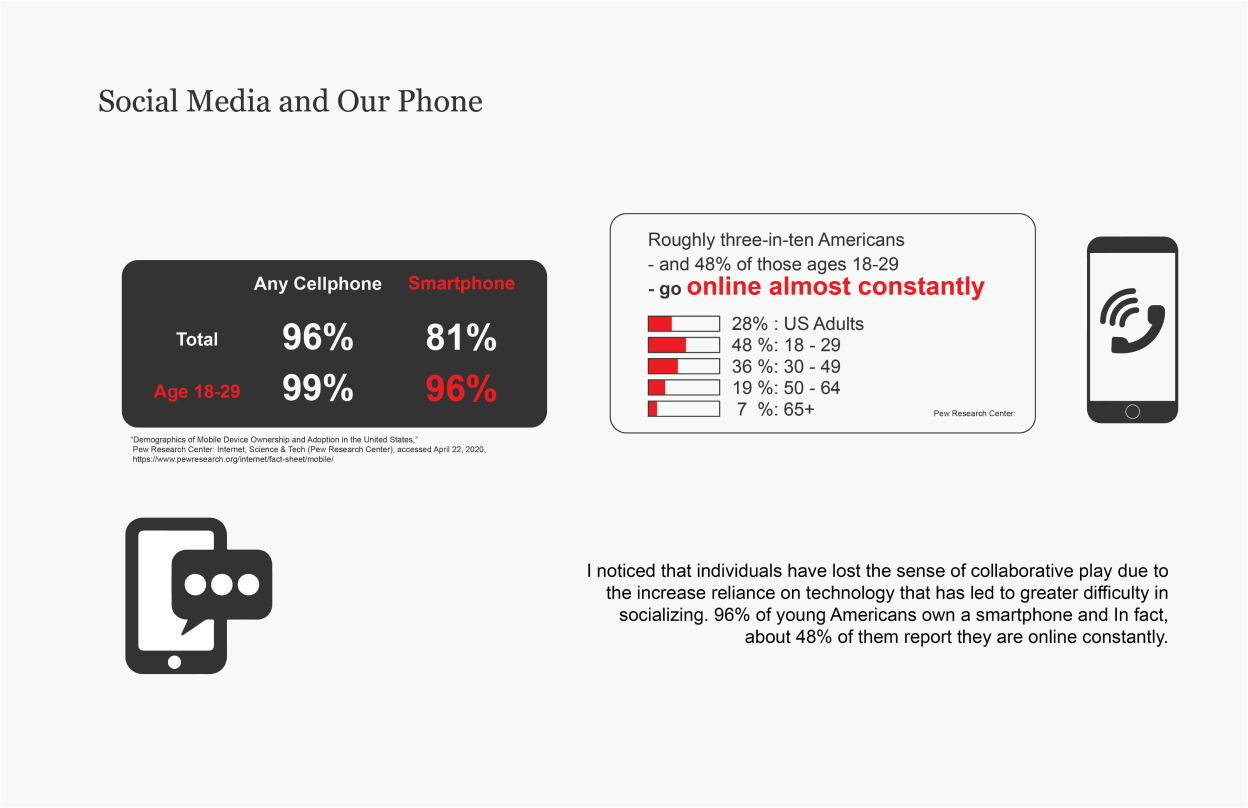 Social Media and Our Phone
Any Cellphone Smartphone
Total 96% 81%
Age 18-29 99% 96%
“Demographics of Mobile Device Ownership and Adoption in the United States,”
Pew Research Center: Internet, Science & Tech (Pew Research Center), accessed April 22, 2020,
https://www.pewresearch.org/internet/fact-sheet/mobile/
Roughly three-in-ten Americans
- and 48% of those ages 18-29
- go online almost constantly
28% : US Adults
48 %: 18 - 29
36 %: 30 - 49
19 %: 50 - 64
7 %: 65+
Pew Research Center:
I noticed that individuals have lost the sense of collaborative play due to
the increase reliance on technology that has led to greater difficulty in
socializing. 96% of young Americans own a smartphone and In fact,
about 48% of them report they are online constantly.